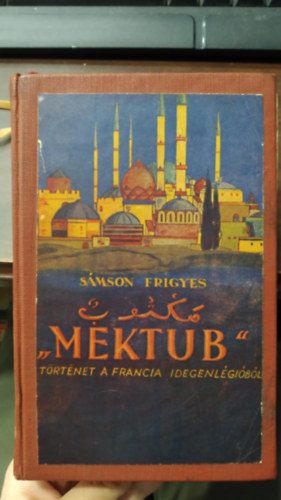 SÁMSON FRIGYES
مكتوب
„MEKTUB“
TÖRTÉNET A FRANCIA IDEGENLÉGIÓBÓL